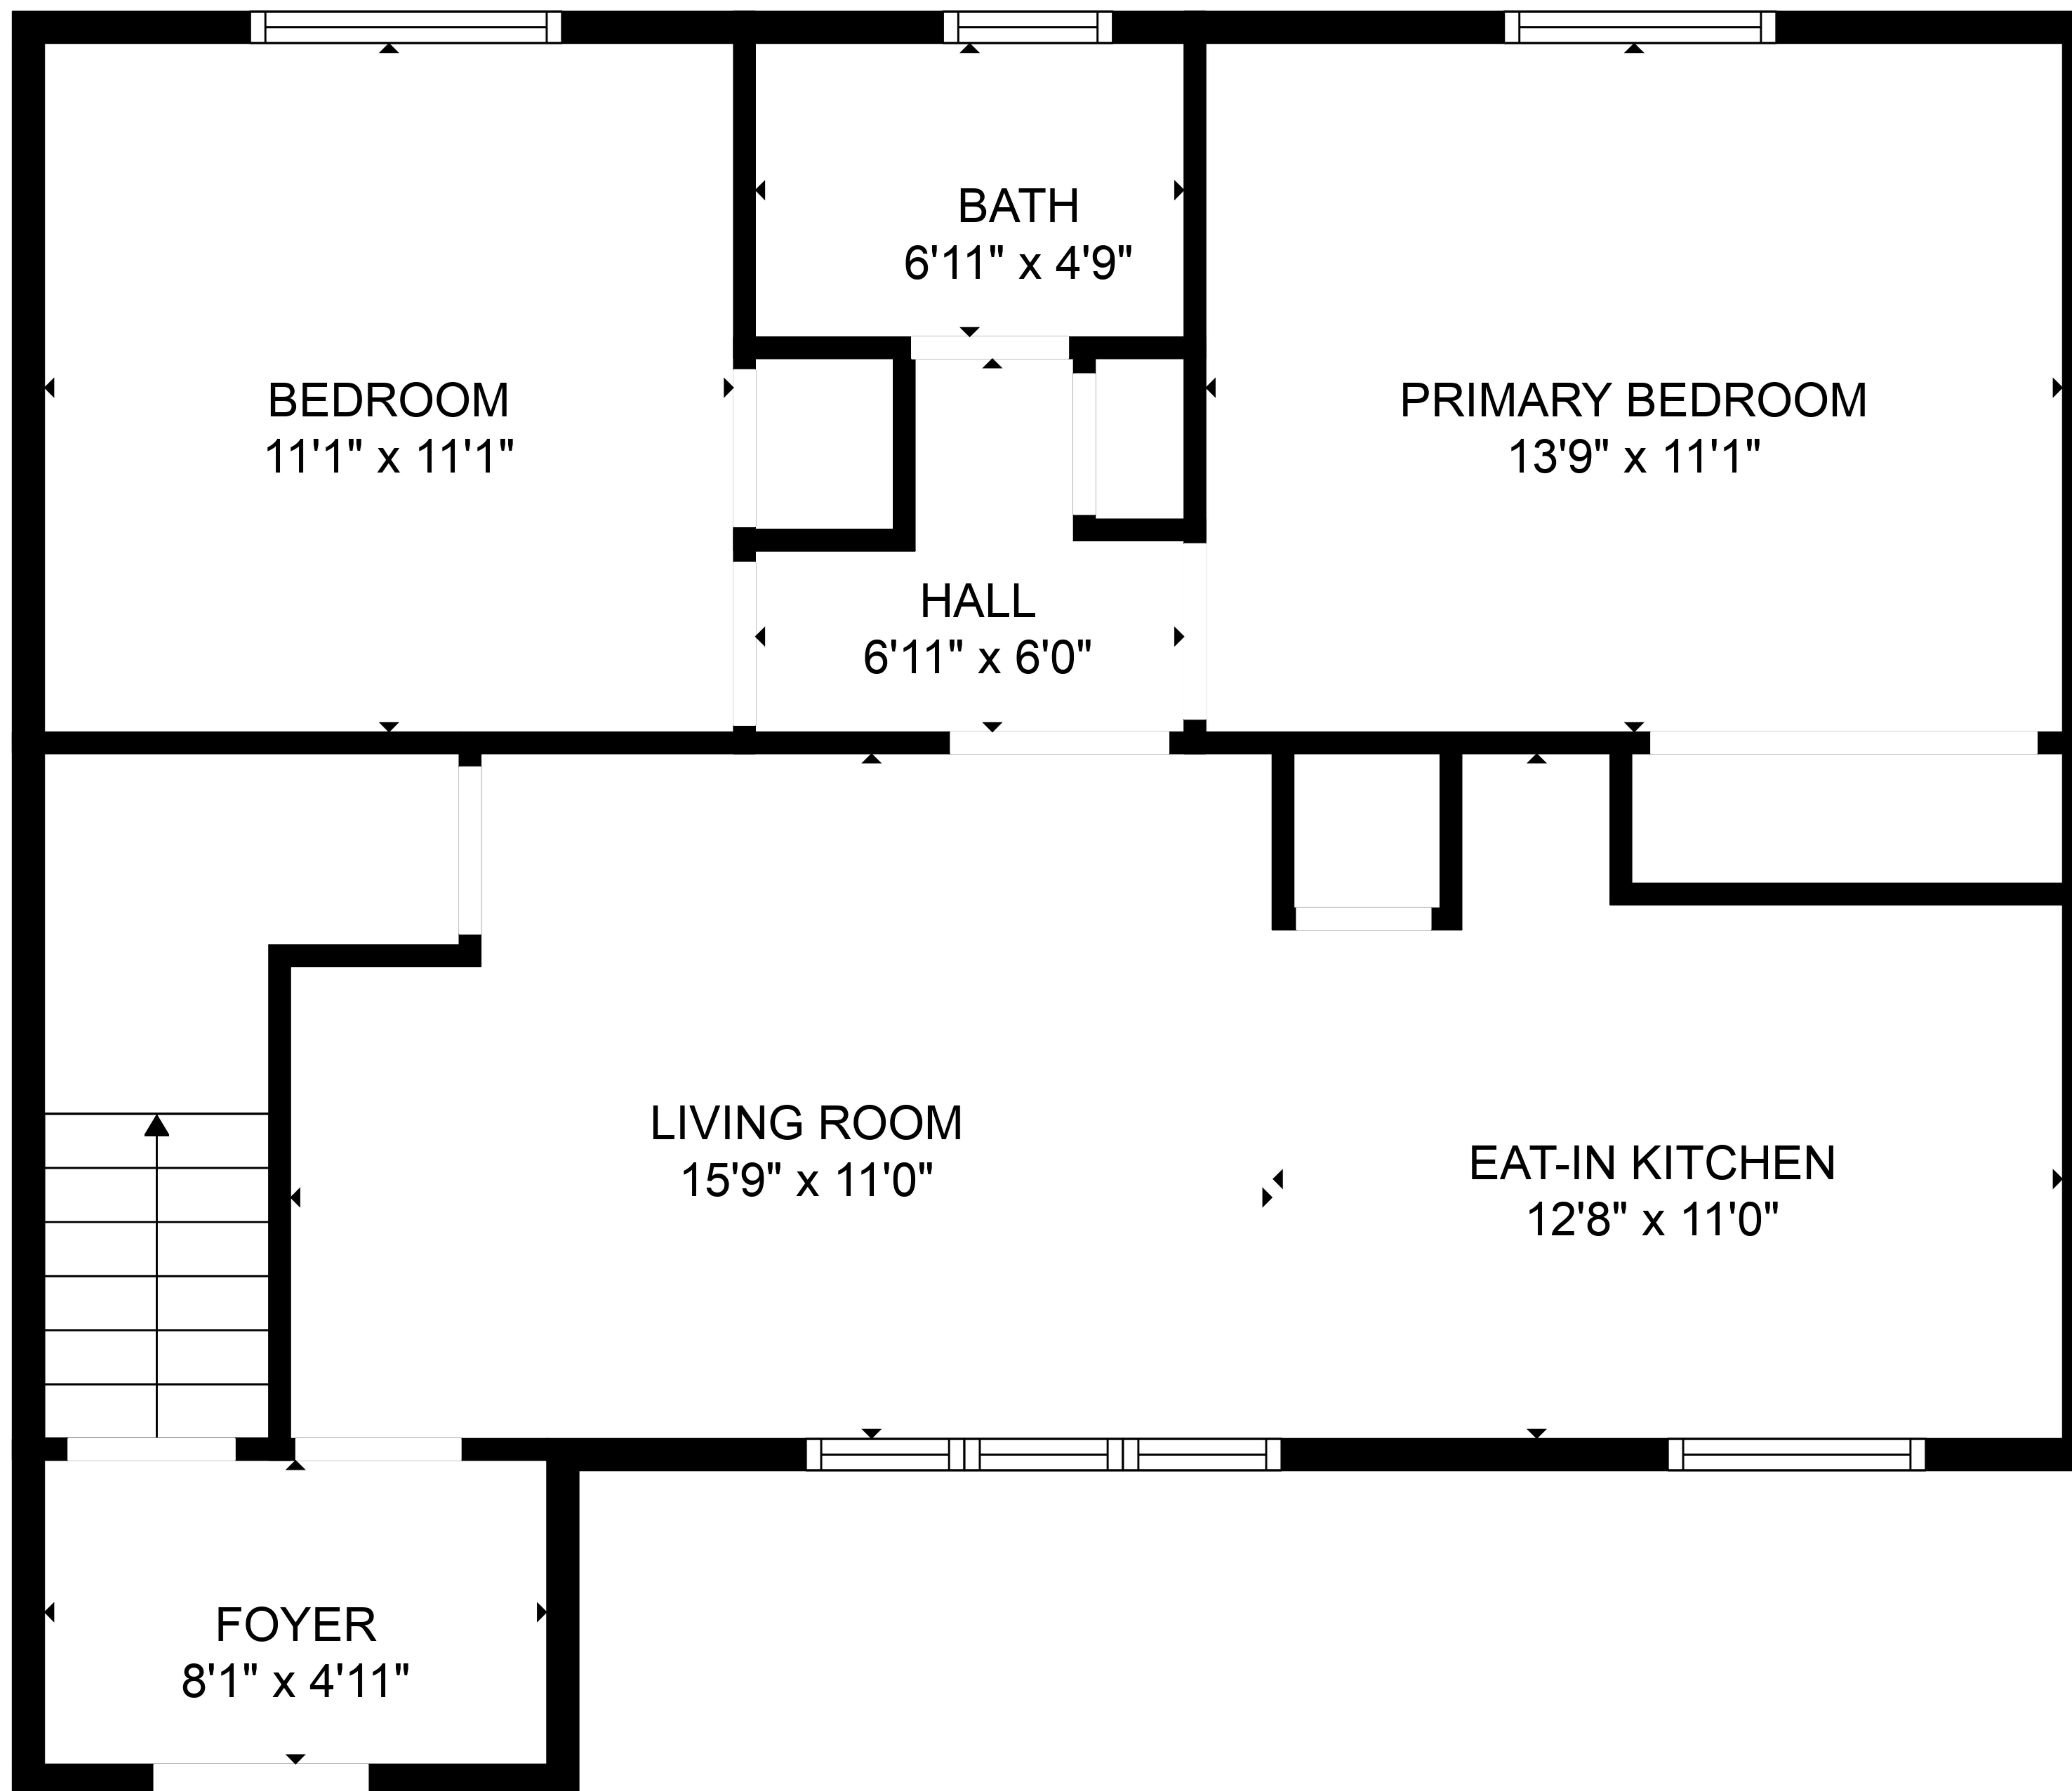 BATH
6'11" x 4'9"
BEDROOM
11'1" x 11'1"
PRIMARY BEDROOM
13'9" x 11'1"
HALL
6'11" x 6'0"
LIVING ROOM
15'9" x 11'0"
EAT-IN KITCHEN
12'8" x 11'0"
FOYER
8'1" x 4'11"